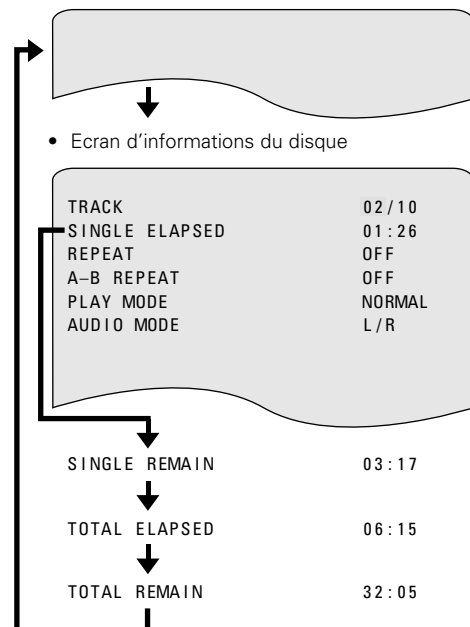 • Ecran d’informations du disque
TRACK 02/10
SINGLE ELAPSED 01:26
REPEAT OFF
A–B REPEAT OFF
PLAY MODE NORMAL
AUDIO MODE L/R
SINGLE REMAIN 03:17
TOTAL ELAPSED 06:15
TOTAL REMAIN 32:05